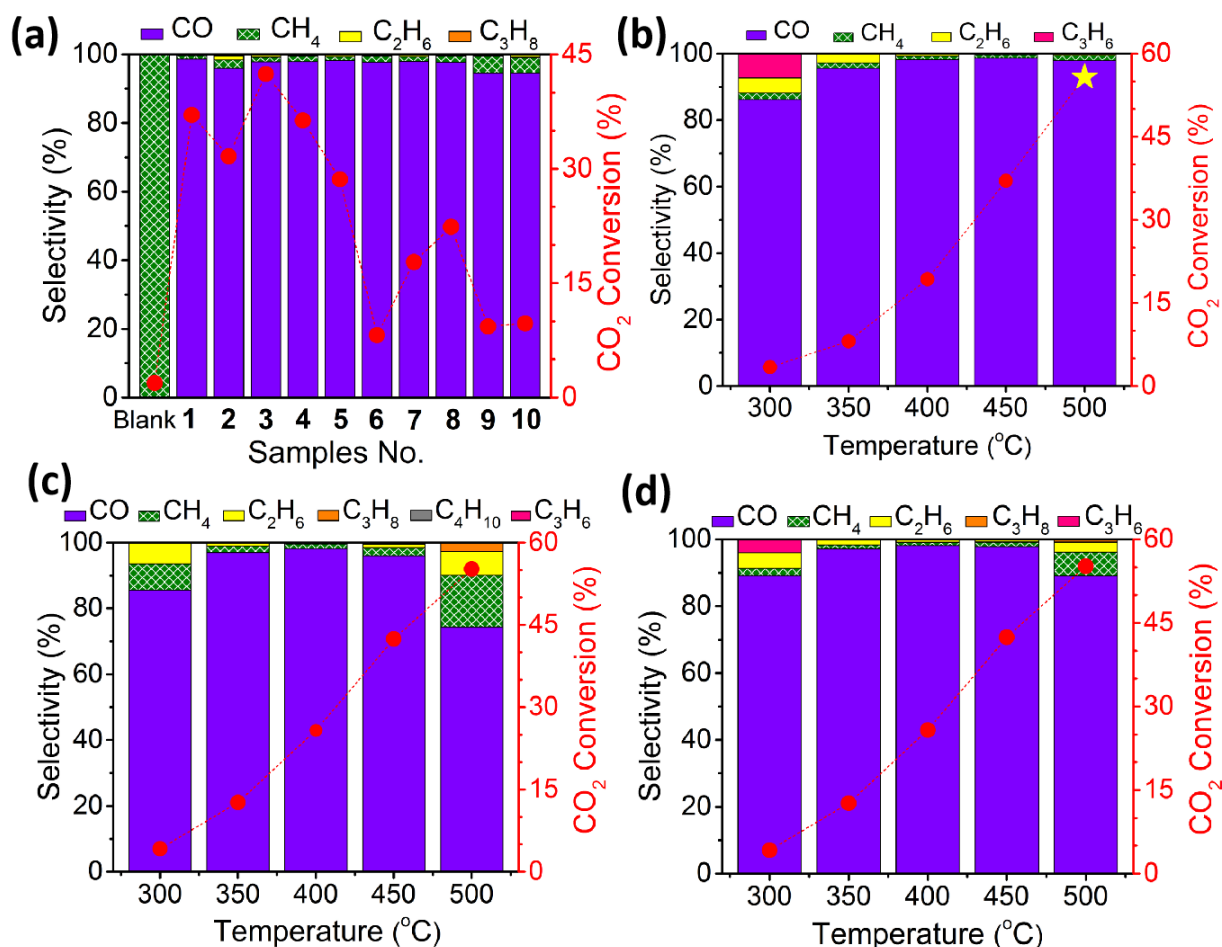 (a)
CO CH4 C2H6 C3H8
Selectivity (%)
100
80
60
40
20
0
45
30
15
0
CO2 Conversion (%)
Blank 1 2 3 4 5 6 7 8 9 10
Samples No.
(b)
CO CH4 C2H6 C3H6
Selectivity (%)
100
80
60
40
20
0
60
45
30
15
0
CO2 Conversion (%)
300 350 400 450 500
Temperature (oC)
(c)
CO CH4 C2H6 C3H8 C4H10 C3H6
Selectivity (%)
100
80
60
40
20
0
60
45
30
15
0
CO2 Conversion (%)
300 350 400 450 500
Temperature (oC)
(d)
CO CH4 C2H6 C3H8 C3H6
Selectivity (%)
100
80
60
40
20
0
60
45
30
15
0
CO2 Conversion (%)
300 350 400 450 500
Temperature (oC)